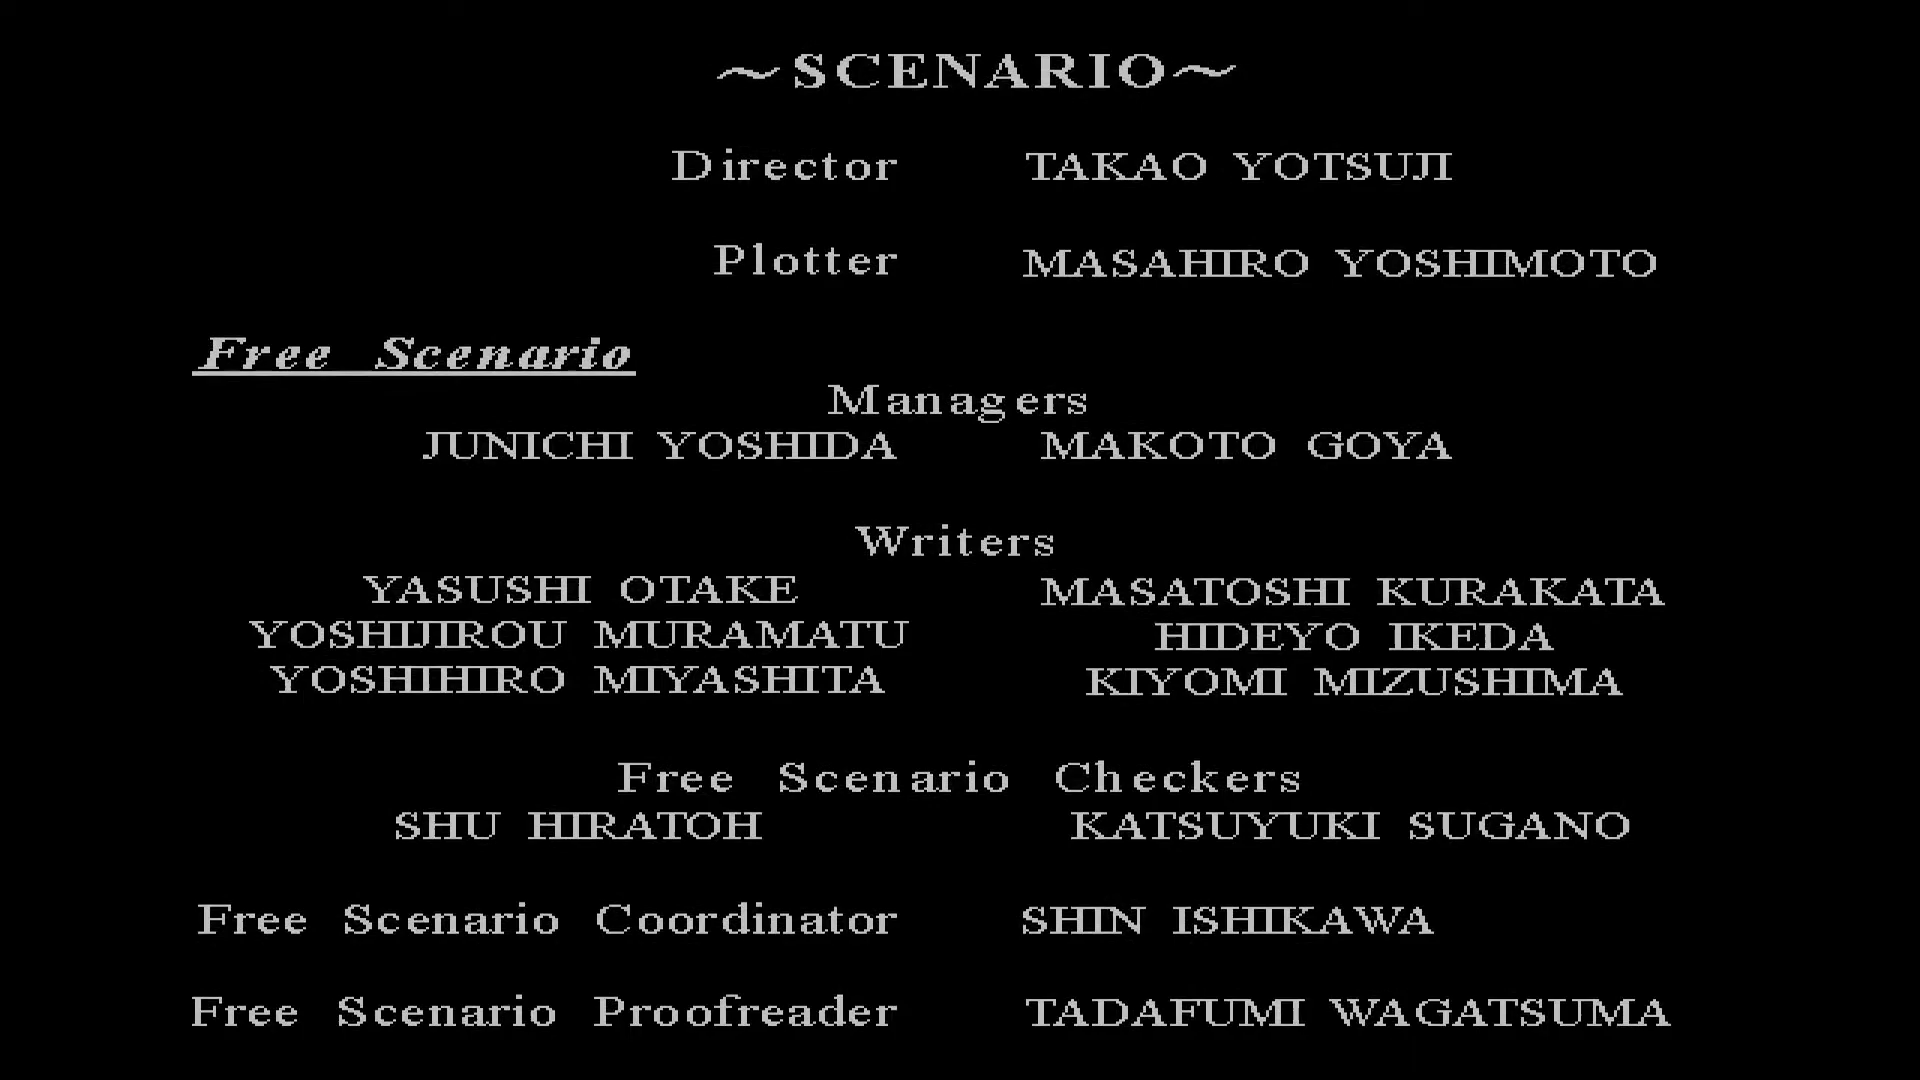 ～SCENARIO～
Director TAKAO YOTSUJI
Plotter MASAHIRO YOSHIMOTO
Free Scenario
Managers
JUNICHI YOSHIDA MAKOTO GOYA
Writers
YASUSHI OTAKE MASATOSHI KURAKATA
YOSHIJIROU MURAMATU HIDEYO IKEDA
YOSHIHIRO MIYASHITA KIYOMI MIZUSHIMA
Free Scenario Checkers
SHU HIRATOH KATSUYUKI SUGANO
Free Scenario Coordinator SHIN ISHIKAWA
Free Scenario Proofreader TADAFUMI WAGATSUMA